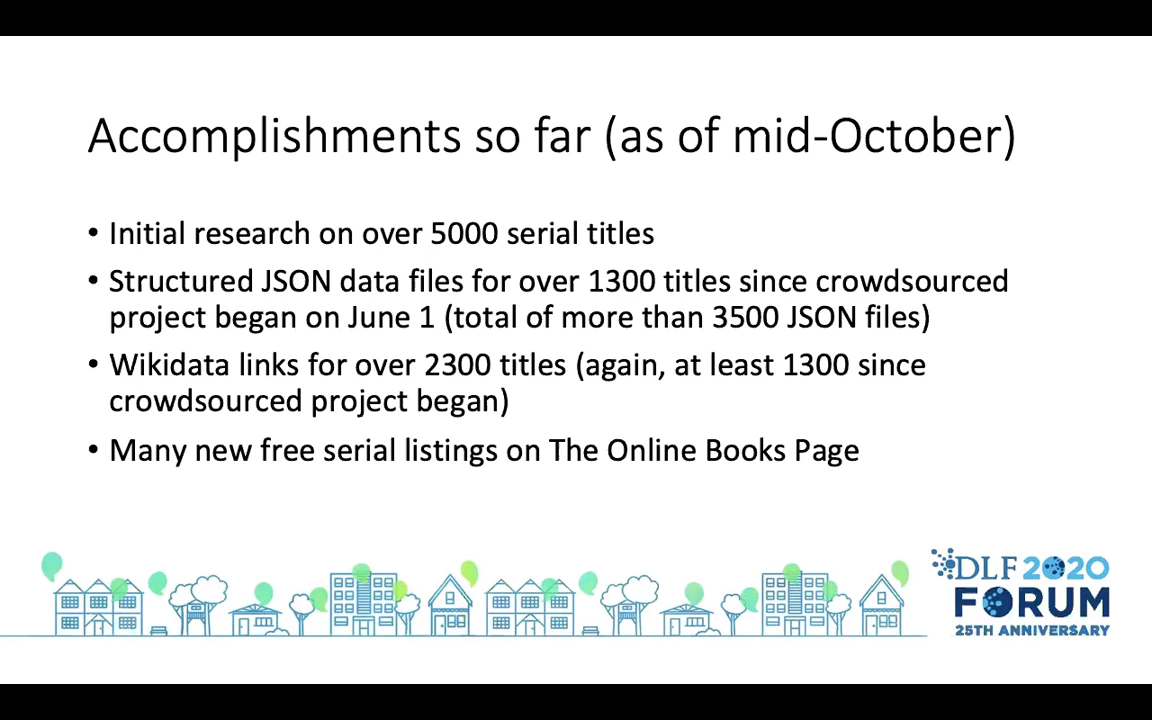 Accomplishments so far (as of mid-October)
• Initial research on over 5000 serial titles
• Structured JSON data files for over 1300 titles since crowdsourced
project began on June 1 (total of more than 3500 JSON files)
• Wikidata links for over 2300 titles (again, at least 1300 since
crowdsourced project began)
• Many new free serial listings on The Online Books Page
DLF 2020
FORUM
25TH ANNIVERSARY